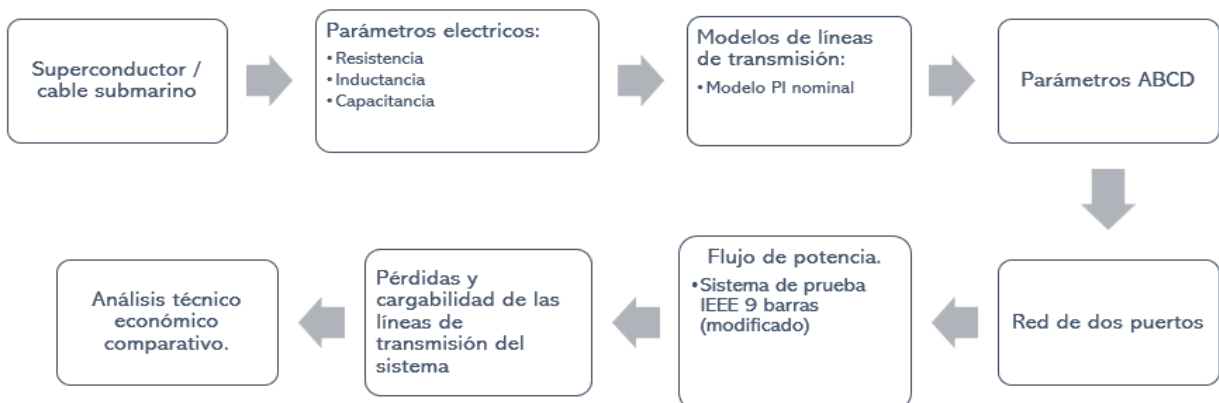 Superconductor /
cable submarino
Parámetros electricos:
•Resistencia
•Inductancia
•Capacitancia
Modelos de líneas
de transmisión:
•Modelo PI nominal
Parámetros ABCD
Red de dos puertos
Flujo de potencia.
•Sistema de prueba
IEEE 9 barras
(modificado)
Pérdidas y
cargabilidad de las
líneas de
transmisión del
sistema
Análisis técnico
económico
comparativo.